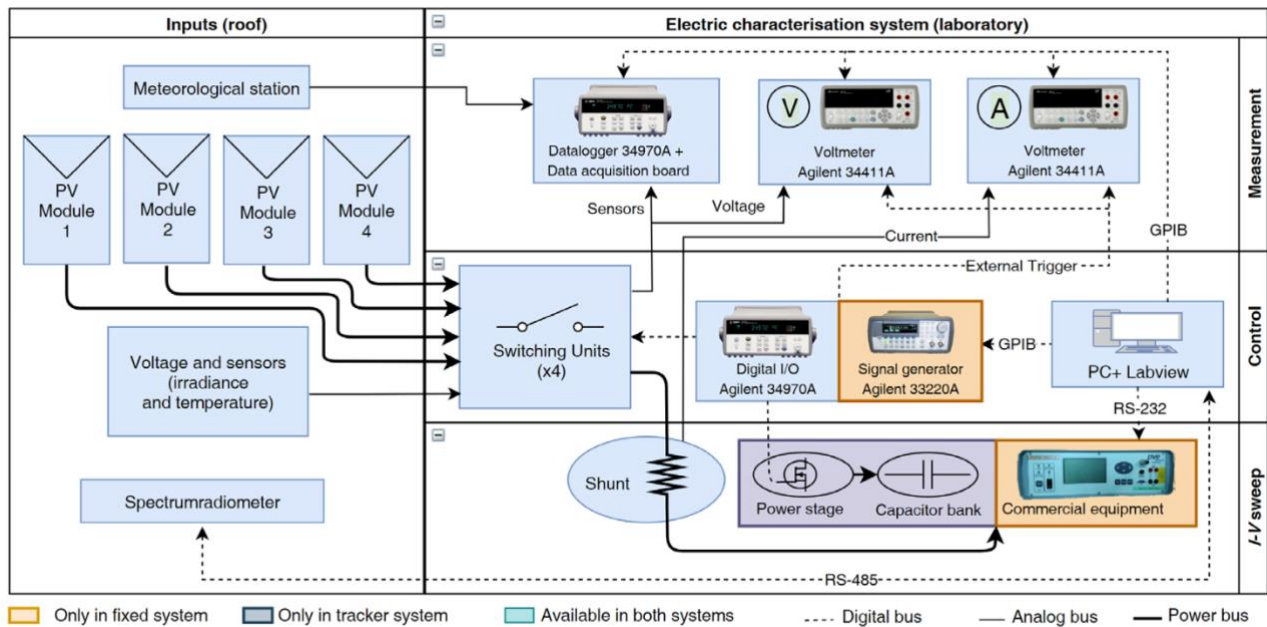 Inputs (roof)
Electric characterisation system (laboratory)
Meteorological station
PV
Module
1
PV
Module
2
PV
Module
3
PV
Module
4
Voltage and sensors
(irradiance
and temperature)
Spectrumradiometer
Datalogger 34970A +
Data acquisition board
V
Voltmeter
Agilent 34411A
A
Voltmeter
Agilent 34411A
Measurement
Sensors
Voltage
Current
GPIB
External Trigger
Switching Units
(x4)
Digital I/O
Agilent 34970A
Signal generator
Agilent 33220A
GPIB
PC+ Labview
Control
RS-232
Shunt
Power stage
Capacitor bank
Commercial equipment
I-V sweep
RS-485
Only in fixed system
Only in tracker system
Available in both systems
Digital bus
Analog bus
Power bus